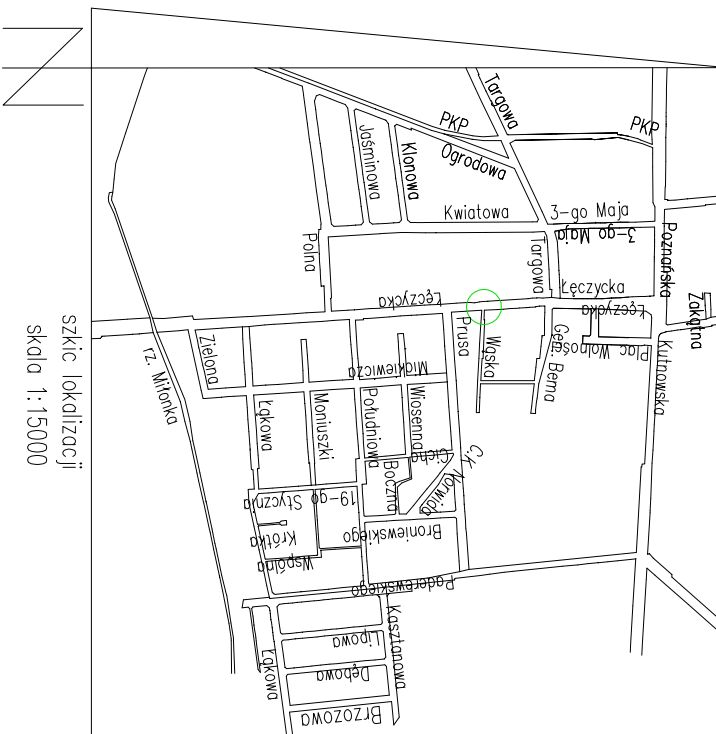 Targowa
PKP
PKP
Jaśminowa
Klonowa
Ogrodowa
Kwiatowa
3-go Maja
3-go Maja
Poznańska
Polna
Targowa
Łęczycka
Łęczycka
Łęczycka
Zakątna
Prusa
Wąska
Gen. Bema
Plac Wolności
Kutnowska
szkic lokalizacji
skala 1:15000
rz. Miłonka
Zielona
Mickiewicza
Łąkowa
Moniuszki
Południowa
Wiosenna
Cicha
C.K. Norwida
Boczna
19-go Stycznia
Krótka
Broniewskiego
Wspólna
Paderewskiego
Kasztanowa
Lipowa
Łąkowa
Dębowa
Brzozowa